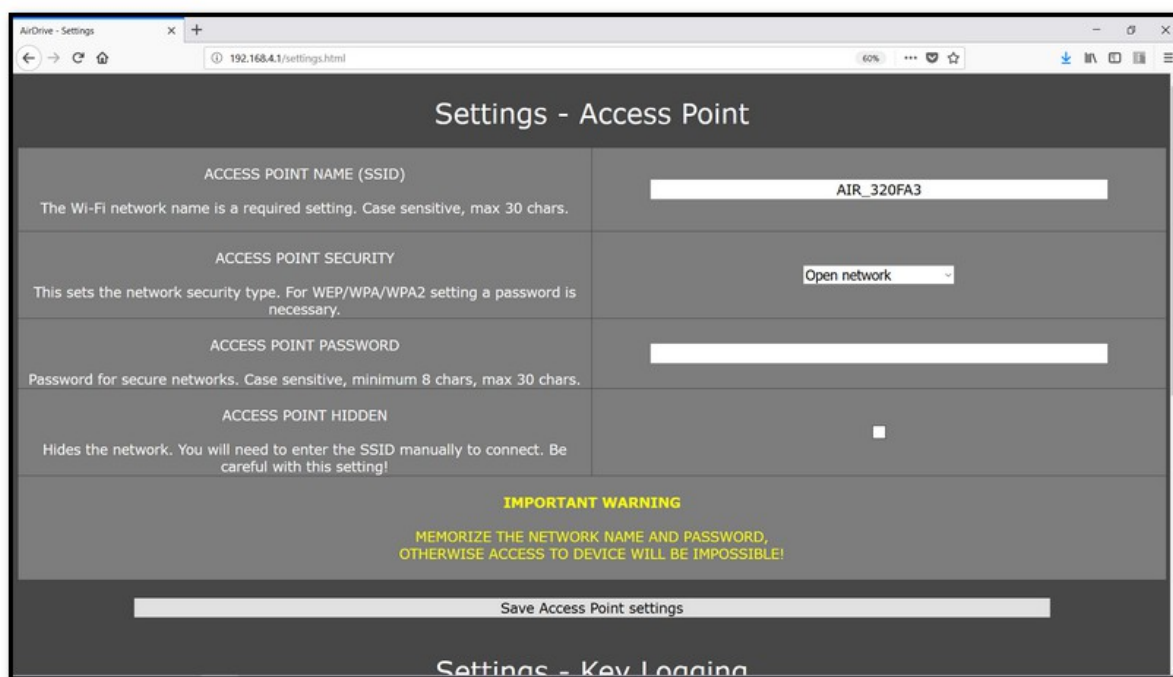 AirDrive - Settings
192.168.4.1/settings.html
60%
Settings - Access Point
ACCESS POINT NAME (SSID)
The Wi-Fi network name is a required setting. Case sensitive, max 30 chars.
AIR_320FA3
ACCESS POINT SECURITY
This sets the network security type. For WEP/WPA/WPA2 setting a password is
necessary.
Open network
ACCESS POINT PASSWORD
Password for secure networks. Case sensitive, minimum 8 chars, max 30 chars.
ACCESS POINT HIDDEN
Hides the network. You will need to enter the SSID manually to connect. Be
careful with this setting!
IMPORTANT WARNING
MEMORIZE THE NETWORK NAME AND PASSWORD,
OTHERWISE ACCESS TO DEVICE WILL BE IMPOSSIBLE!
Save Access Point settings
Settings - Key Logging